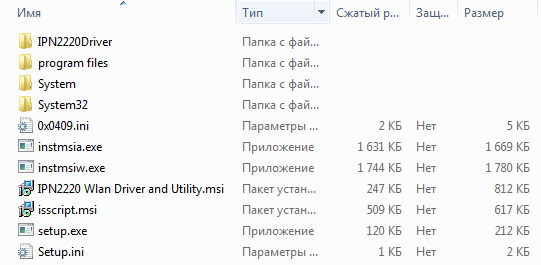 Имя Тип Сжатый р... Защ... Размер
IPN2220Driver Папка с фай...
program files Папка с фай...
System Папка с фай...
System32 Папка с фай...
0x0409.ini Параметры ... 2 КБ Нет 5 КБ
instmsia.exe Приложение 1 631 КБ Нет 1 669 КБ
instmsiw.exe Приложение 1 744 КБ Нет 1 780 КБ
IPN2220 Wlan Driver and Utility.msi Пакет устан... 247 КБ Нет 812 КБ
isscript.msi Пакет устан... 509 КБ Нет 617 КБ
setup.exe Приложение 120 КБ Нет 212 КБ
Setup.ini Параметры ... 1 КБ Нет 2 КБ